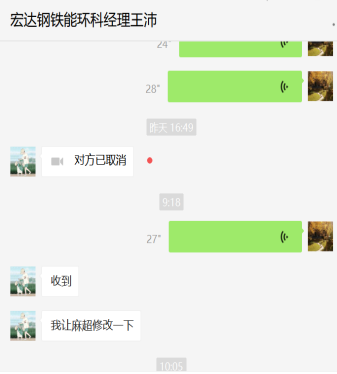 宏达钢铁能环科经理王沛
24"
28"
昨天 16:49
对方已取消
9:18
27"
收到
我让麻超修改一下
10:05